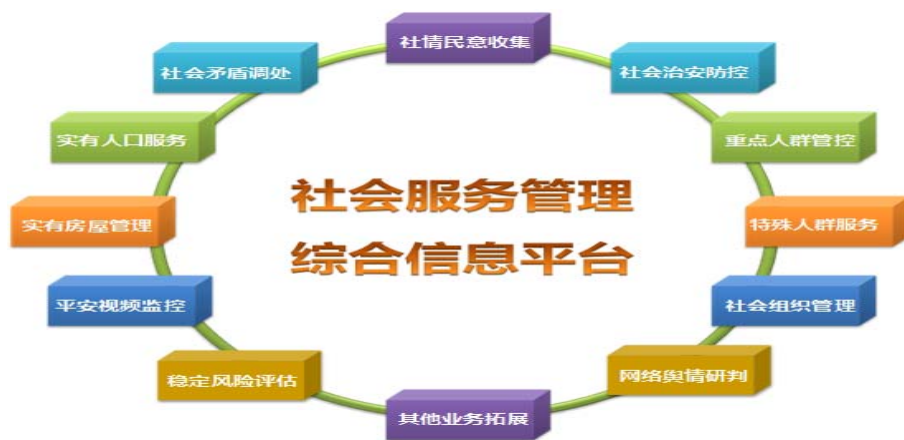 社情民意收集
社会矛盾调处
社会治安防控
实有人口服务
重点人群管控
社会服务管理
综合信息平台
实有房屋管理
特殊人群服务
平安视频监控
社会组织管理
稳定风险评估
网络舆情研判
其他业务拓展